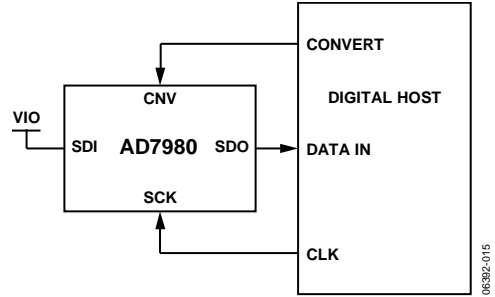 CONVERT
CNV
DIGITAL HOST
VIO
SDI AD7980 SDO DATA IN
SCK
CLK
06392-015